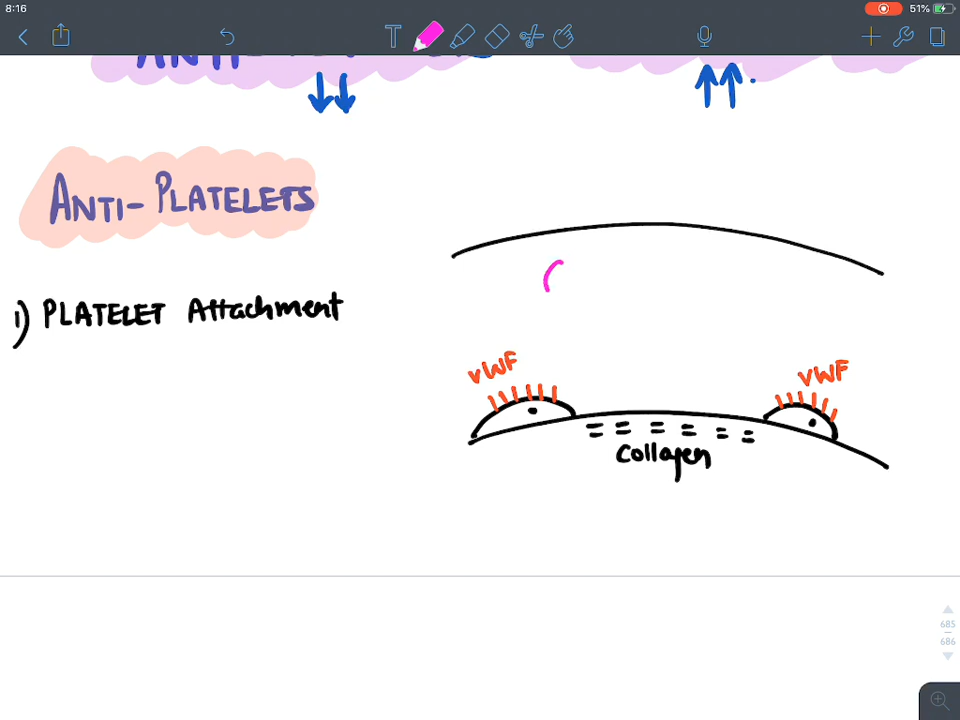 8:16
51%
ANTI-PLATELETS
1) PLATELET Attachment
vWF
VWF
Collagen
685
686